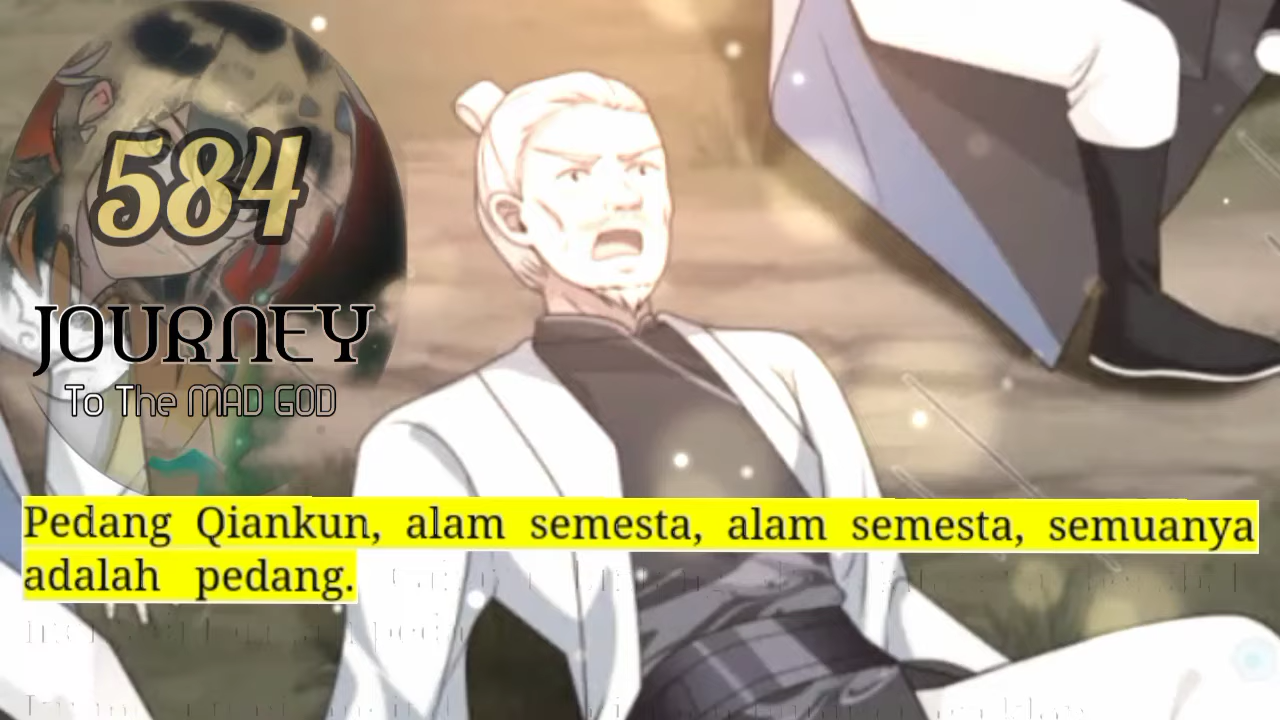 584
JOURNEY
To The MAD GOD
Pedang Qiankun, alam semesta, alam semesta, semuanya
adalah pedang.